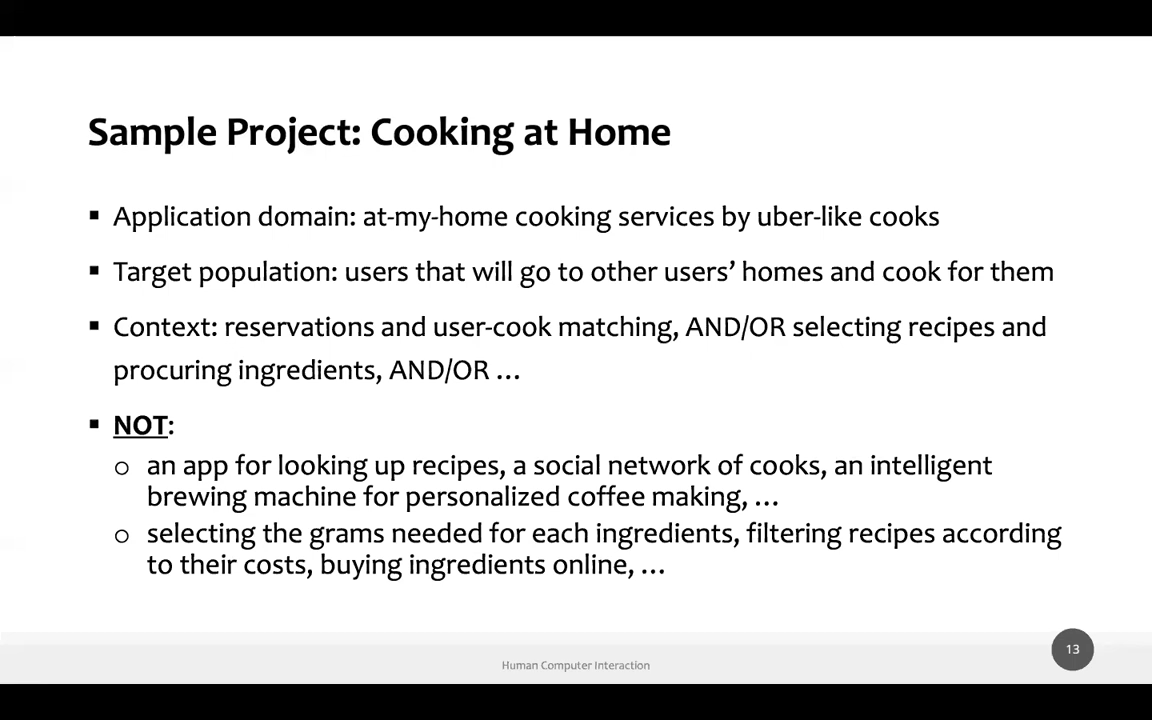 Sample Project: Cooking at Home
▪ Application domain: at-my-home cooking services by uber-like cooks
▪ Target population: users that will go to other users’ homes and cook for them
▪ Context: reservations and user-cook matching, AND/OR selecting recipes and
procuring ingredients, AND/OR …
▪ NOT:
o an app for looking up recipes, a social network of cooks, an intelligent
brewing machine for personalized coffee making, …
o selecting the grams needed for each ingredients, filtering recipes according
to their costs, buying ingredients online, …
Human Computer Interaction
13